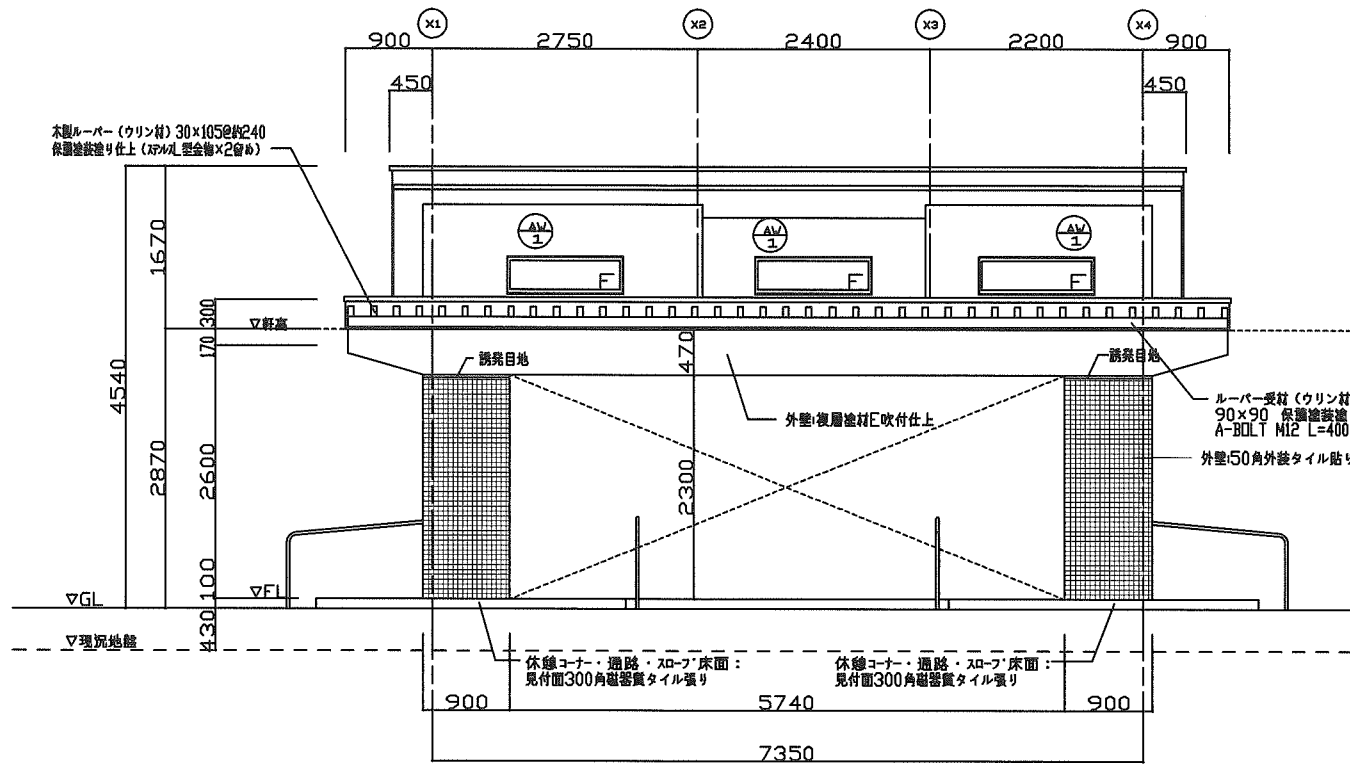 X1
X2
X3
X4
900
2750
2400
2200
900
450
450
木製ルーバー（ウリン材）30×105@約240
保護塗装塗り仕上（ステンレスL型金物×2留め）
AW
1
AW
1
AW
1
F
F
F
4540
1670
2870
300
170
2600
100
430
▽軒高
470
2300
誘発目地
誘発目地
外壁:複層塗材E吹付仕上
ルーバー受材（ウリン材
90×90 保護塗装塗
A-BOLT M12 L=400
外壁:50角外装タイル貼り
▽GL
▽FL
▽現況地盤
休憩コーナー・通路・スロープ床面：
見付面300角磁器質タイル張り
休憩コーナー・通路・スロープ床面：
見付面300角磁器質タイル張り
900
5740
900
7350